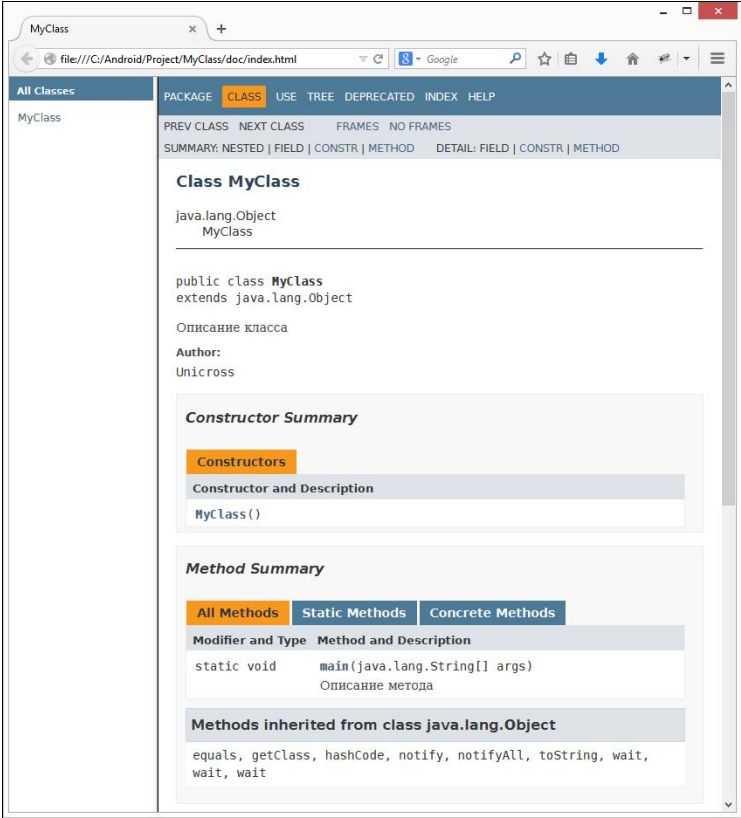 MyClass
file:///C:/Android/Project/MyClass/doc/index.html
Google
All Classes
MyClass
PACKAGE CLASS USE TREE DEPRECATED INDEX HELP
PREV CLASS NEXT CLASS FRAMES NO FRAMES
SUMMARY: NESTED | FIELD | CONSTR | METHOD DETAIL: FIELD | CONSTR | METHOD
Class MyClass
java.lang.Object
MyClass
public class MyClass
extends java.lang.Object
Описание класса
Author:
Unicross
Constructor Summary
Constructors
Constructor and Description
MyClass()
Method Summary
All Methods Static Methods Concrete Methods
Modifier and Type Method and Description
static void main(java.lang.String[] args)
Описание метода
Methods inherited from class java.lang.Object
equals, getClass, hashCode, notify, notifyAll, toString, wait,
wait, wait